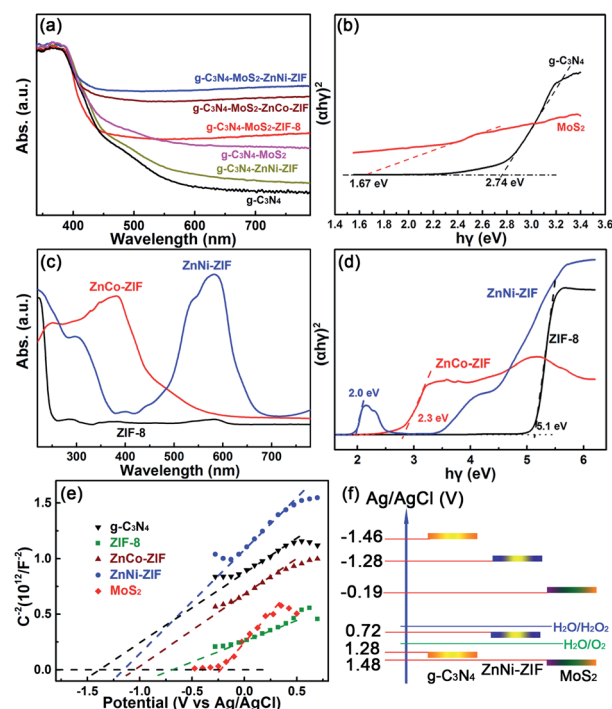 (a)
g-C3N4-MoS2-ZnNi-ZIF
g-C3N4-MoS2-ZnCo-ZIF
g-C3N4-MoS2-ZIF-8
g-C3N4-MoS2
g-C3N4-ZnNi-ZIF
g-C3N4
Abs. (a.u.)
400 500 600 700
Wavelength (nm)
(b)
g-C3N4
MoS2
1.67 eV
2.74 eV
(αhγ)2
1.4 1.6 1.8 2.0 2.2 2.4 2.6 2.8 3.0 3.2 3.4 3.6
hγ (eV)
(c)
ZnCo-ZIF
ZnNi-ZIF
ZIF-8
Abs. (a.u.)
300 400 500 600 700
Wavelength (nm)
(d)
ZnNi-ZIF
ZIF-8
ZnCo-ZIF
2.0 eV
2.3 eV
5.1 eV
(αhγ)2
2 3 4 5 6
hγ (eV)
(e)
g-C3N4
ZIF-8
ZnCo-ZIF
ZnNi-ZIF
MoS2
C-2(1012/F-2)
1.5
1.0
0.5
0.0
-1.5 -1.0 -0.5 0.0 0.5
Potential (V vs Ag/AgCl)
(f)
Ag/AgCl (V)
-1.46
-1.28
-0.19
H2O/H2O2
0.72
H2O/O2
1.28
1.48
g-C3N4 ZnNi-ZIF MoS2